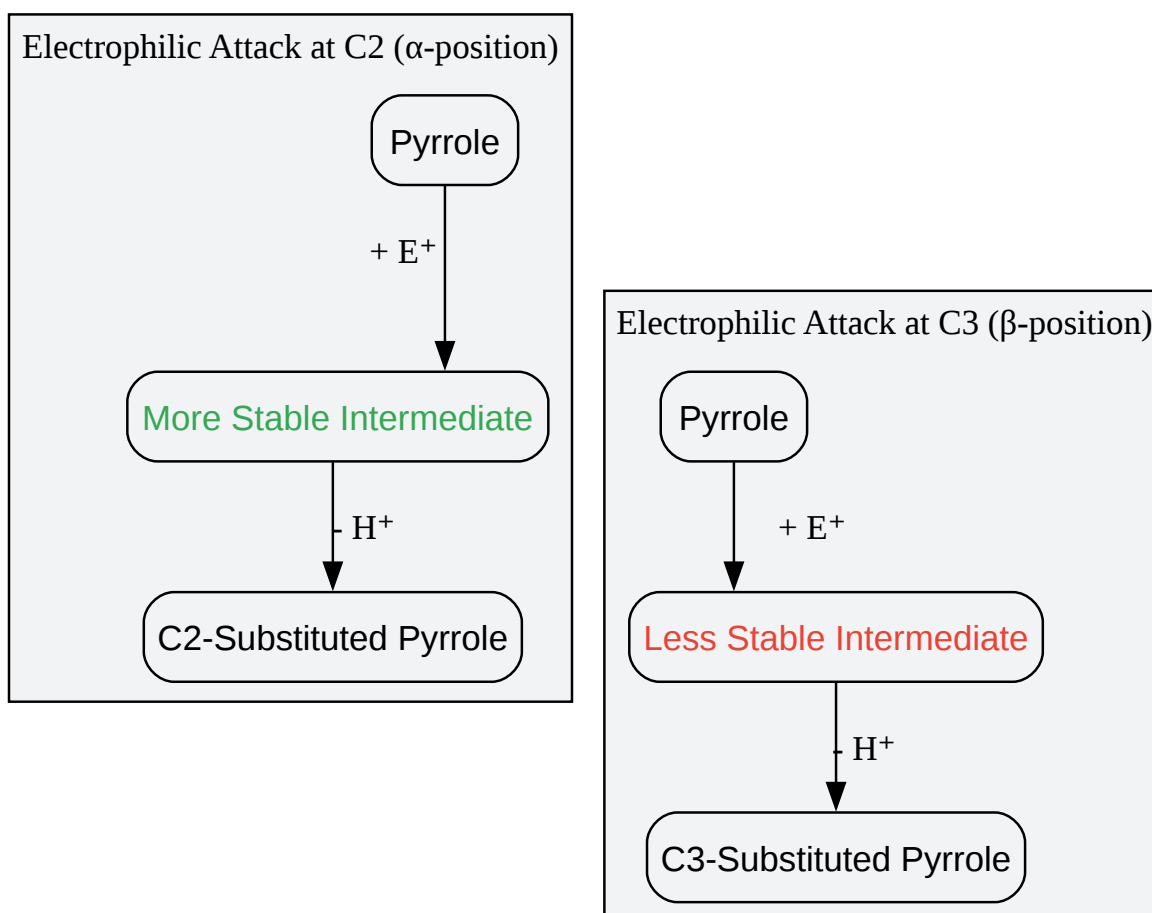 Electrophilic Attack at C2 (α-position)
Pyrrole
+ E⁺
More Stable Intermediate
- H⁺
C2-Substituted Pyrrole
Electrophilic Attack at C3 (β-position)
Pyrrole
+ E⁺
Less Stable Intermediate
- H⁺
C3-Substituted Pyrrole